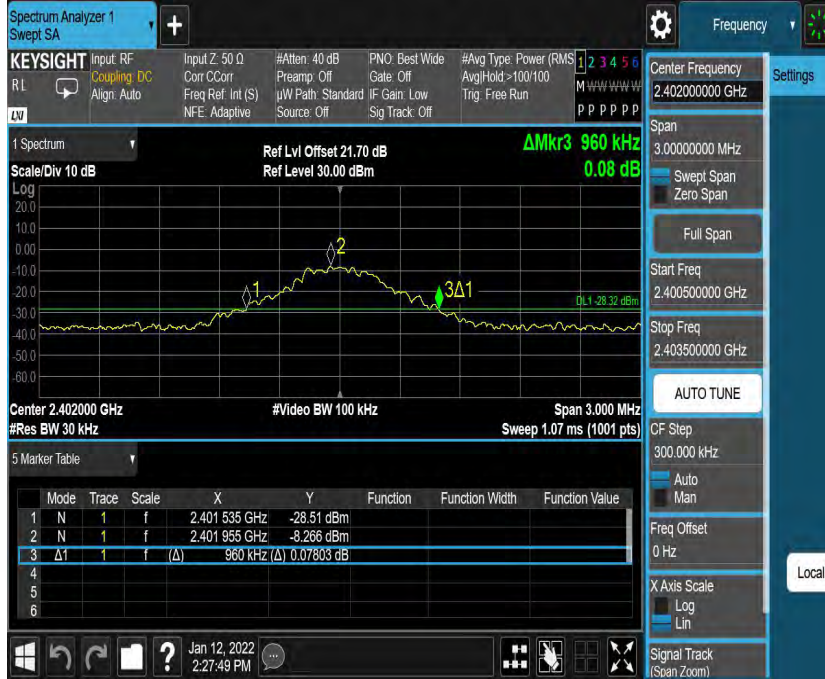 Spectrum Analyzer 1
Swept SA
+
Frequency
KEYSIGHT
RL
LXI
Input: RF
Coupling: DC
Align: Auto
Input Z: 50 Ω
Corr CCorr
Freq Ref: Int (S)
NFE: Adaptive
#Atten: 40 dB
Preamp: Off
µW Path: Standard
Source: Off
PNO: Best Wide
Gate: Off
IF Gain: Low
Sig Track: Off
#Avg Type: Power (RMS
Avg|Hold:>100/100
Trig: Free Run
1 2 3 4 5 6
M W W W W W
P P P P P P
1 Spectrum
Scale/Div 10 dB
Ref Lvl Offset 21.70 dB
Ref Level 30.00 dBm
ΔMkr3 960 kHz
0.08 dB
Log
20.0
10.0
0.00
-10.0
-20.0
-30.0
-40.0
-50.0
-60.0
1
2
3Δ1
DL1 -28.32 dBm
Center 2.402000 GHz
#Res BW 30 kHz
#Video BW 100 kHz
Span 3.000 MHz
Sweep 1.07 ms (1001 pts)
5 Marker Table
Mode Trace Scale X Y Function Function Width Function Value
1 N 1 f 2.401 535 GHz -28.51 dBm
2 N 1 f 2.401 955 GHz -8.266 dBm
3 Δ1 1 f (Δ) 960 kHz (Δ) 0.07803 dB
4
5
6
Jan 12, 2022
2:27:49 PM
?
Center Frequency
2.402000000 GHz
Span
3.00000000 MHz
Swept Span
Zero Span
Full Span
Start Freq
2.400500000 GHz
Stop Freq
2.403500000 GHz
AUTO TUNE
CF Step
300.000 kHz
Auto
Man
Freq Offset
0 Hz
X Axis Scale
Log
Lin
Signal Track
(Span Zoom)
Settings
Local